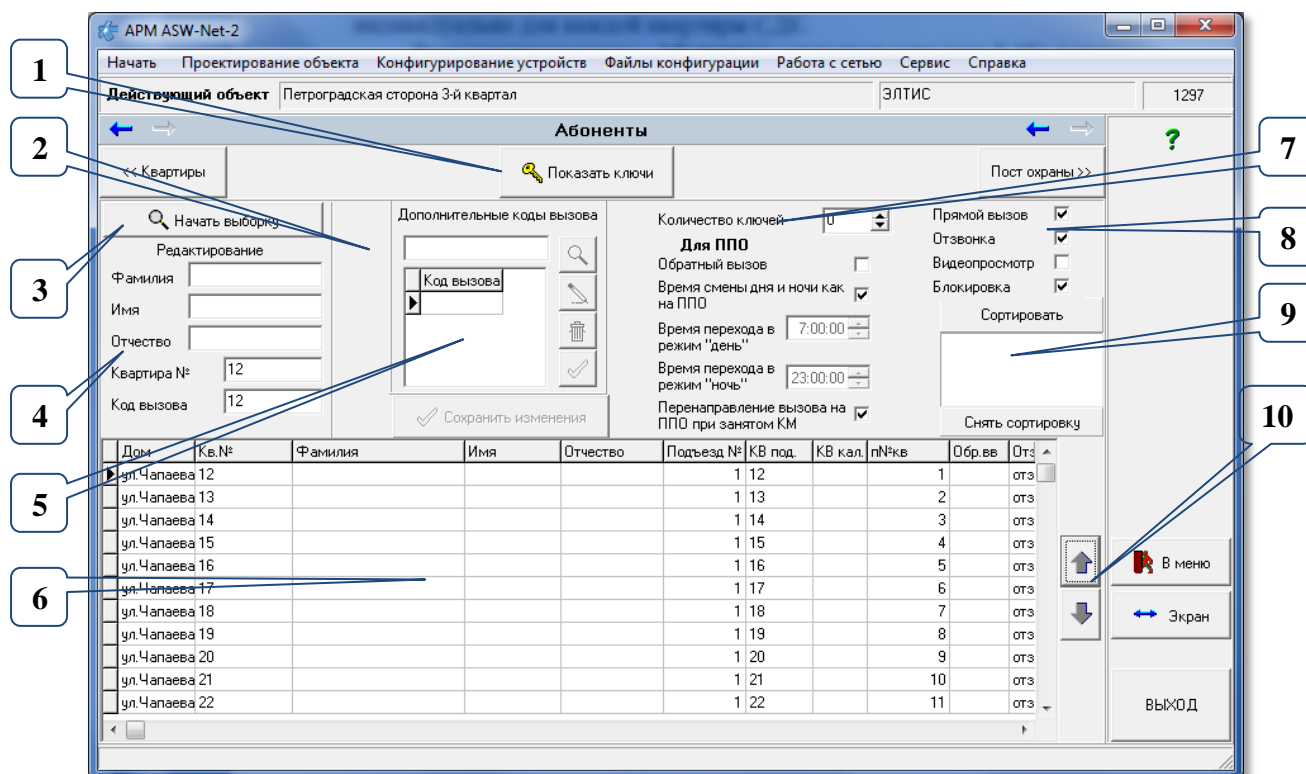 APM ASW-Net-2
Начать Проектирование объекта Конфигурирование устройств Файлы конфигурации Работа с сетью Сервис Справка
Действующий объект Петроградская сторона 3-й квартал ЭЛТИС 1297
Абоненты
<< Квартиры Показать ключи Пост охраны >>
1
2
3
4
5
6
7
8
9
10
Начать выборку
Редактирование
Фамилия
Имя
Отчество
Квартира № 12
Код вызова 12
Дополнительные коды вызова
Код вызова
Сохранить изменения
Количество ключей 0
Для ППО
Обратный вызов
Время смены дня и ночи как
на ППО
Время перехода в
режим "день" 7:00:00
Время перехода в
режим "ночь" 23:00:00
Перенаправление вызова на
ППО при занятом КМ
Прямой вызов
Отзвонка
Видеопросмотр
Блокировка
Сортировать
Снять сортировку
Дом Кв.№ Фамилия Имя Отчество Подъезд № КВ под. КВ кал. п№кв Обр.вв Отз
ул.Чапаева 12 1 12 1 отз
ул.Чапаева 13 1 13 2 отз
ул.Чапаева 14 1 14 3 отз
ул.Чапаева 15 1 15 4 отз
ул.Чапаева 16 1 16 5 отз
ул.Чапаева 17 1 17 6 отз
ул.Чапаева 18 1 18 7 отз
ул.Чапаева 19 1 19 8 отз
ул.Чапаева 20 1 20 9 отз
ул.Чапаева 21 1 21 10 отз
ул.Чапаева 22 1 22 11 отз
?
В меню
Экран
ВЫХОД